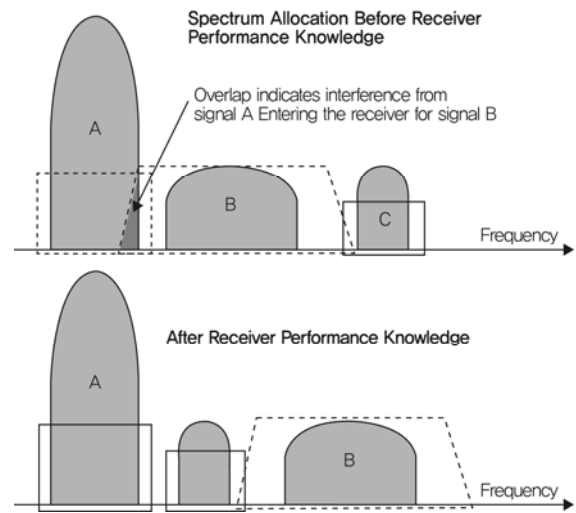 Spectrum Allocation Before Receiver
Performance Knowledge
Overlap indicates interference from
signal A Entering the receiver for signal B
A
B
C
Frequency
After Receiver Performance Knowledge
A
B
Frequency